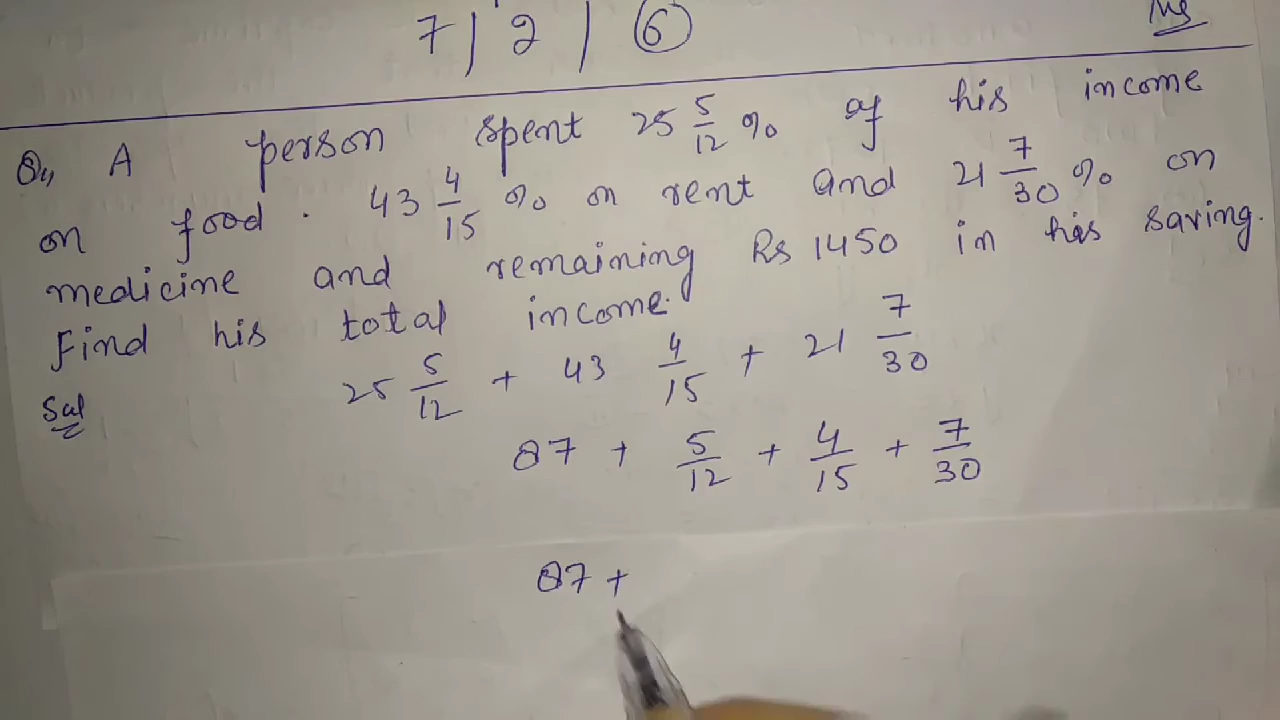 7 | 2 | 6 Ans
Q, A person spent 25 5/12 % of his income
on food . 43 4/15 % on rent and 21 7/30 % on
medicine and remaining Rs 1450 in his saving.
Find his total income.
Sol 25 5/12 + 43 4/15 + 21 7/30
87 + 5/12 + 4/15 + 7/30
87 +